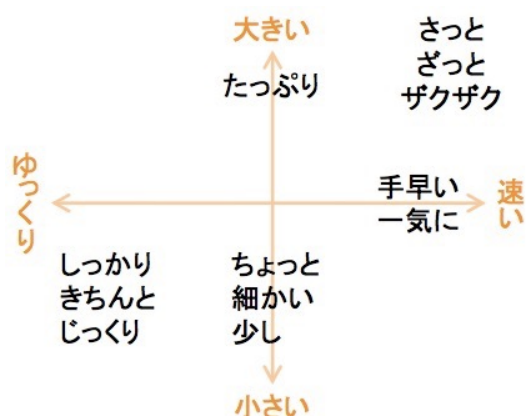 大きい
たっぷり
さっと
ざっと
ザクザク
ゆっくり
手早い
一気に
速い
しっかり
きちんと
じっくり
ちょっと
細かい
少し
小さい